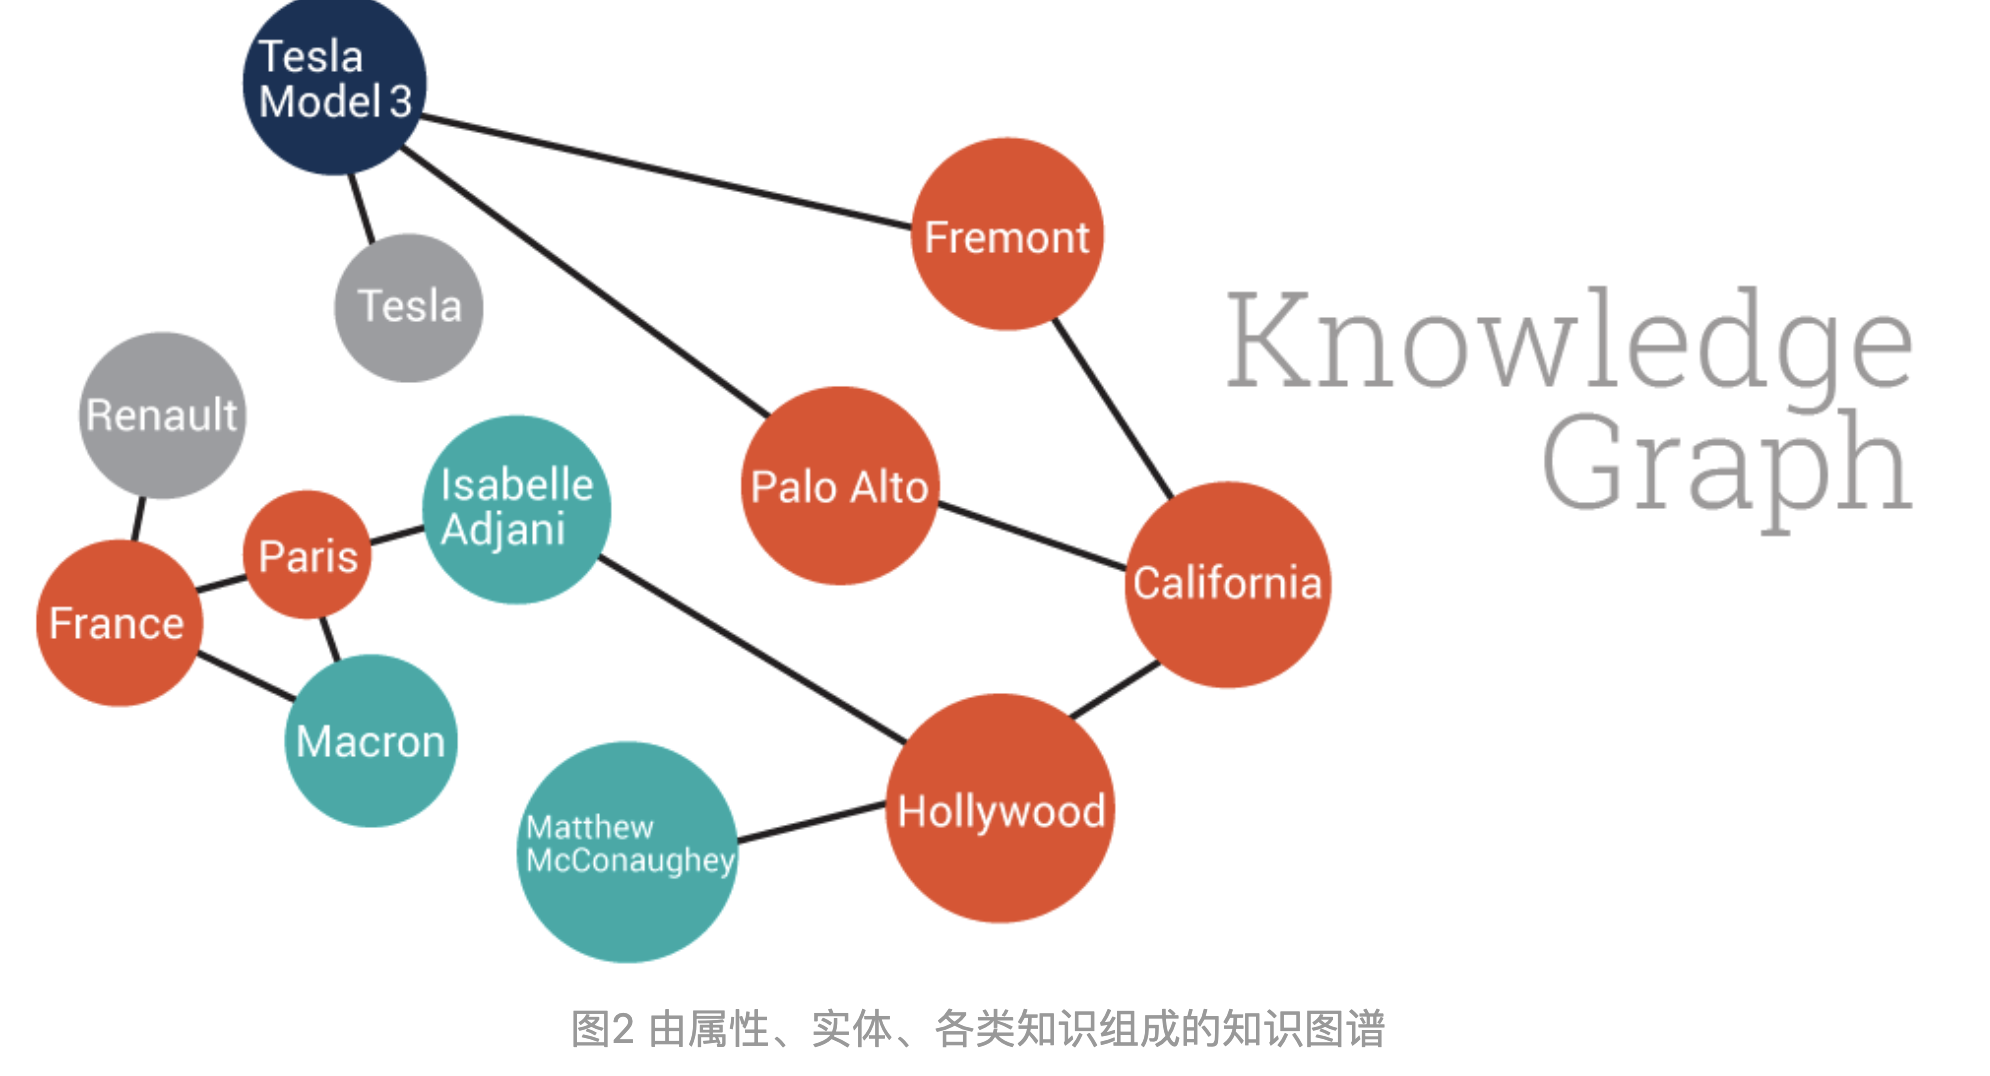 Tesla
Model 3
Fremont
Tesla
Knowledge
Graph
Renault
Isabelle
Adjani
Palo Alto
Paris
California
France
Macron
Hollywood
Matthew
McConaughey
图2 由属性、实体、各类知识组成的知识图谱